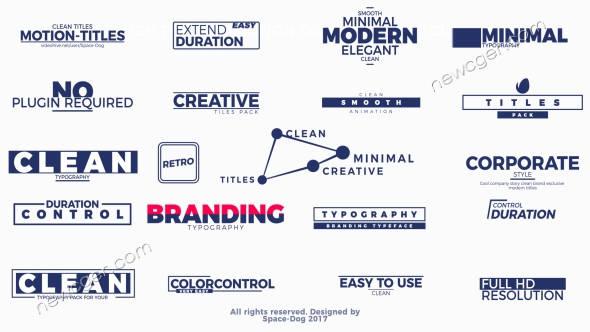 CLEAN TITLES
MOTION-TITLES
videohive.net/user/Space-Dog
EXTEND EASY
DURATION
SMOOTH
MINIMAL
MODERN
ELEGANT
CLEAN
MINIMAL
TYPOGRAPHY
newcger.com
NO
PLUGIN REQUIRED
CREATIVE
TILES PACK
CLEAN
SMOOTH
ANIMATION
TITLES
PACK
CLEAN
TYPOGRAPHY
RETRO
CLEAN
MINIMAL
CREATIVE
TITLES
CORPORATE
STYLE
Cool company story clean brand exclusive
modern titles
DURATION
CONTROL
BRANDING
TYPOGRAPHY
TYPOGRAPHY
BRANDING TYPEFACE
CONTROL
DURATION
newcger.com
CLEAN
TYPOGRAPHY PACK FOR YOUR
COLORCONTROL
VERY EASY
EASY TO USE
CLEAN
FULL HD
RESOLUTION
All rights reserved. Designed by
Space-Dog 2017